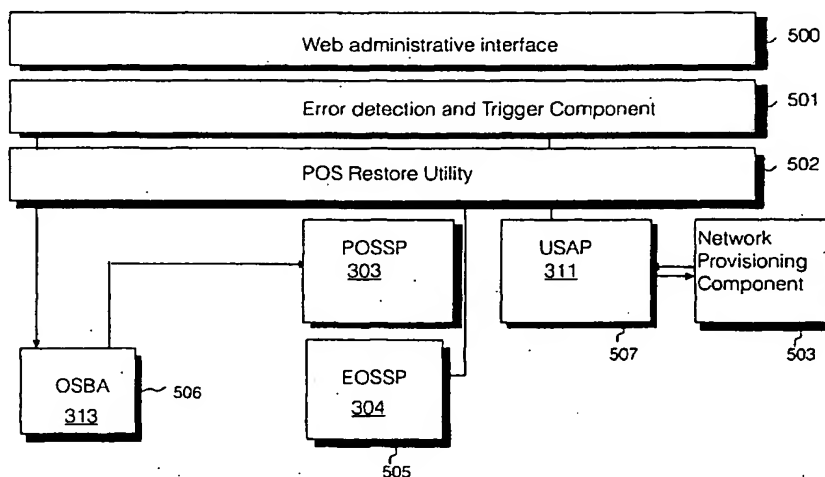 Web administrative interface
500
Error detection and Trigger Component
501
POS Restore Utility
502
POSSP
303
USAP
311
Network
Provisioning
Component
507
503
OSBA
313
506
EOSSP
304
505